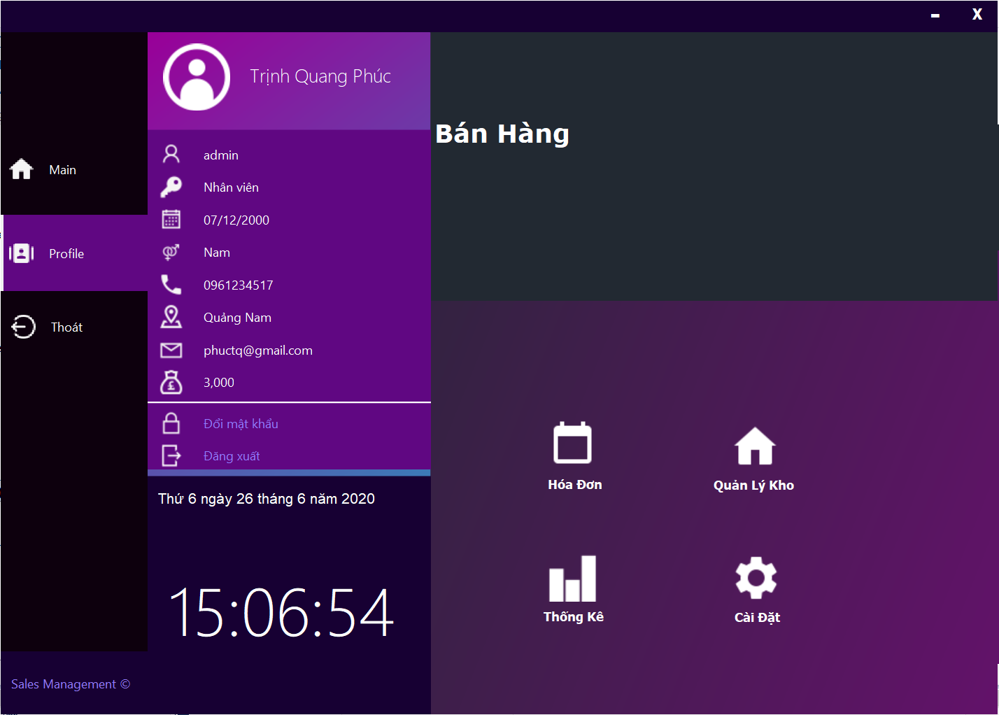 X
Main
Profile
Thoát
Sales Management ©
Trịnh Quang Phúc
admin
Nhân viên
07/12/2000
Nam
0961234517
Quảng Nam
phuctq@gmail.com
3,000
Đổi mật khẩu
Đăng xuất
Thứ 6 ngày 26 tháng 6 năm 2020
15:06:54
Bán Hàng
Hóa Đơn
Quản Lý Kho
Thống Kê
Cài Đặt